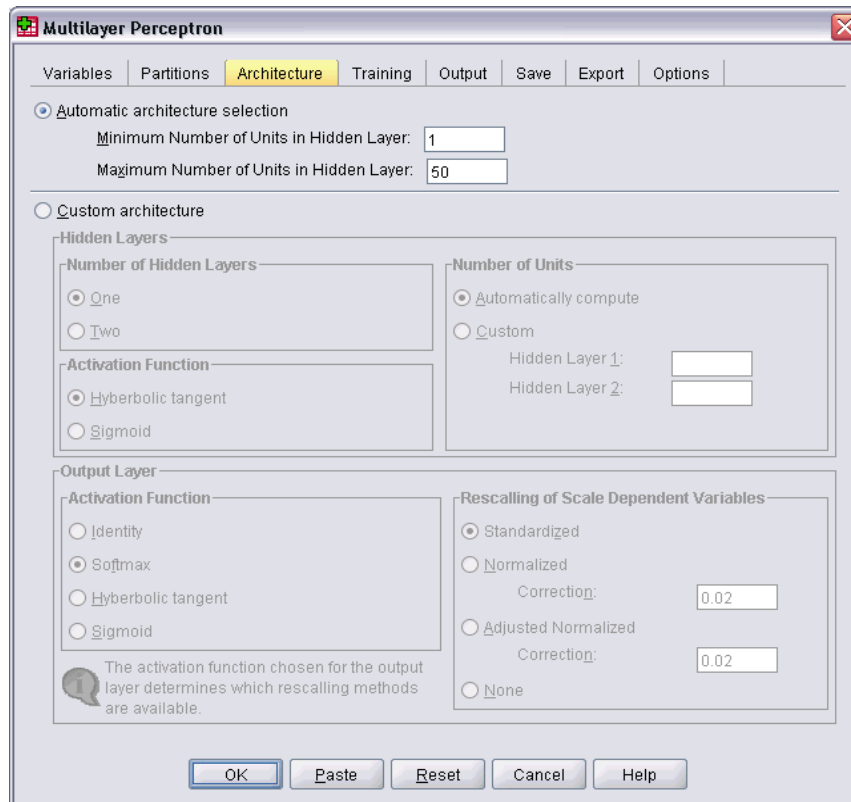 Multilayer Perceptron
Variables Partitions Architecture Training Output Save Export Options
Automatic architecture selection
Minimum Number of Units in Hidden Layer: 1
Maximum Number of Units in Hidden Layer: 50
Custom architecture
Hidden Layers
Number of Hidden Layers
One
Two
Activation Function
Hyberbolic tangent
Sigmoid
Number of Units
Automatically compute
Custom
Hidden Layer 1:
Hidden Layer 2:
Output Layer
Activation Function
Identity
Softmax
Hyberbolic tangent
Sigmoid
The activation function chosen for the output
layer determines which rescalling methods
are available.
Rescalling of Scale Dependent Variables
Standardized
Normalized
Correction: 0.02
Adjusted Normalized
Correction: 0.02
None
OK Paste Reset Cancel Help